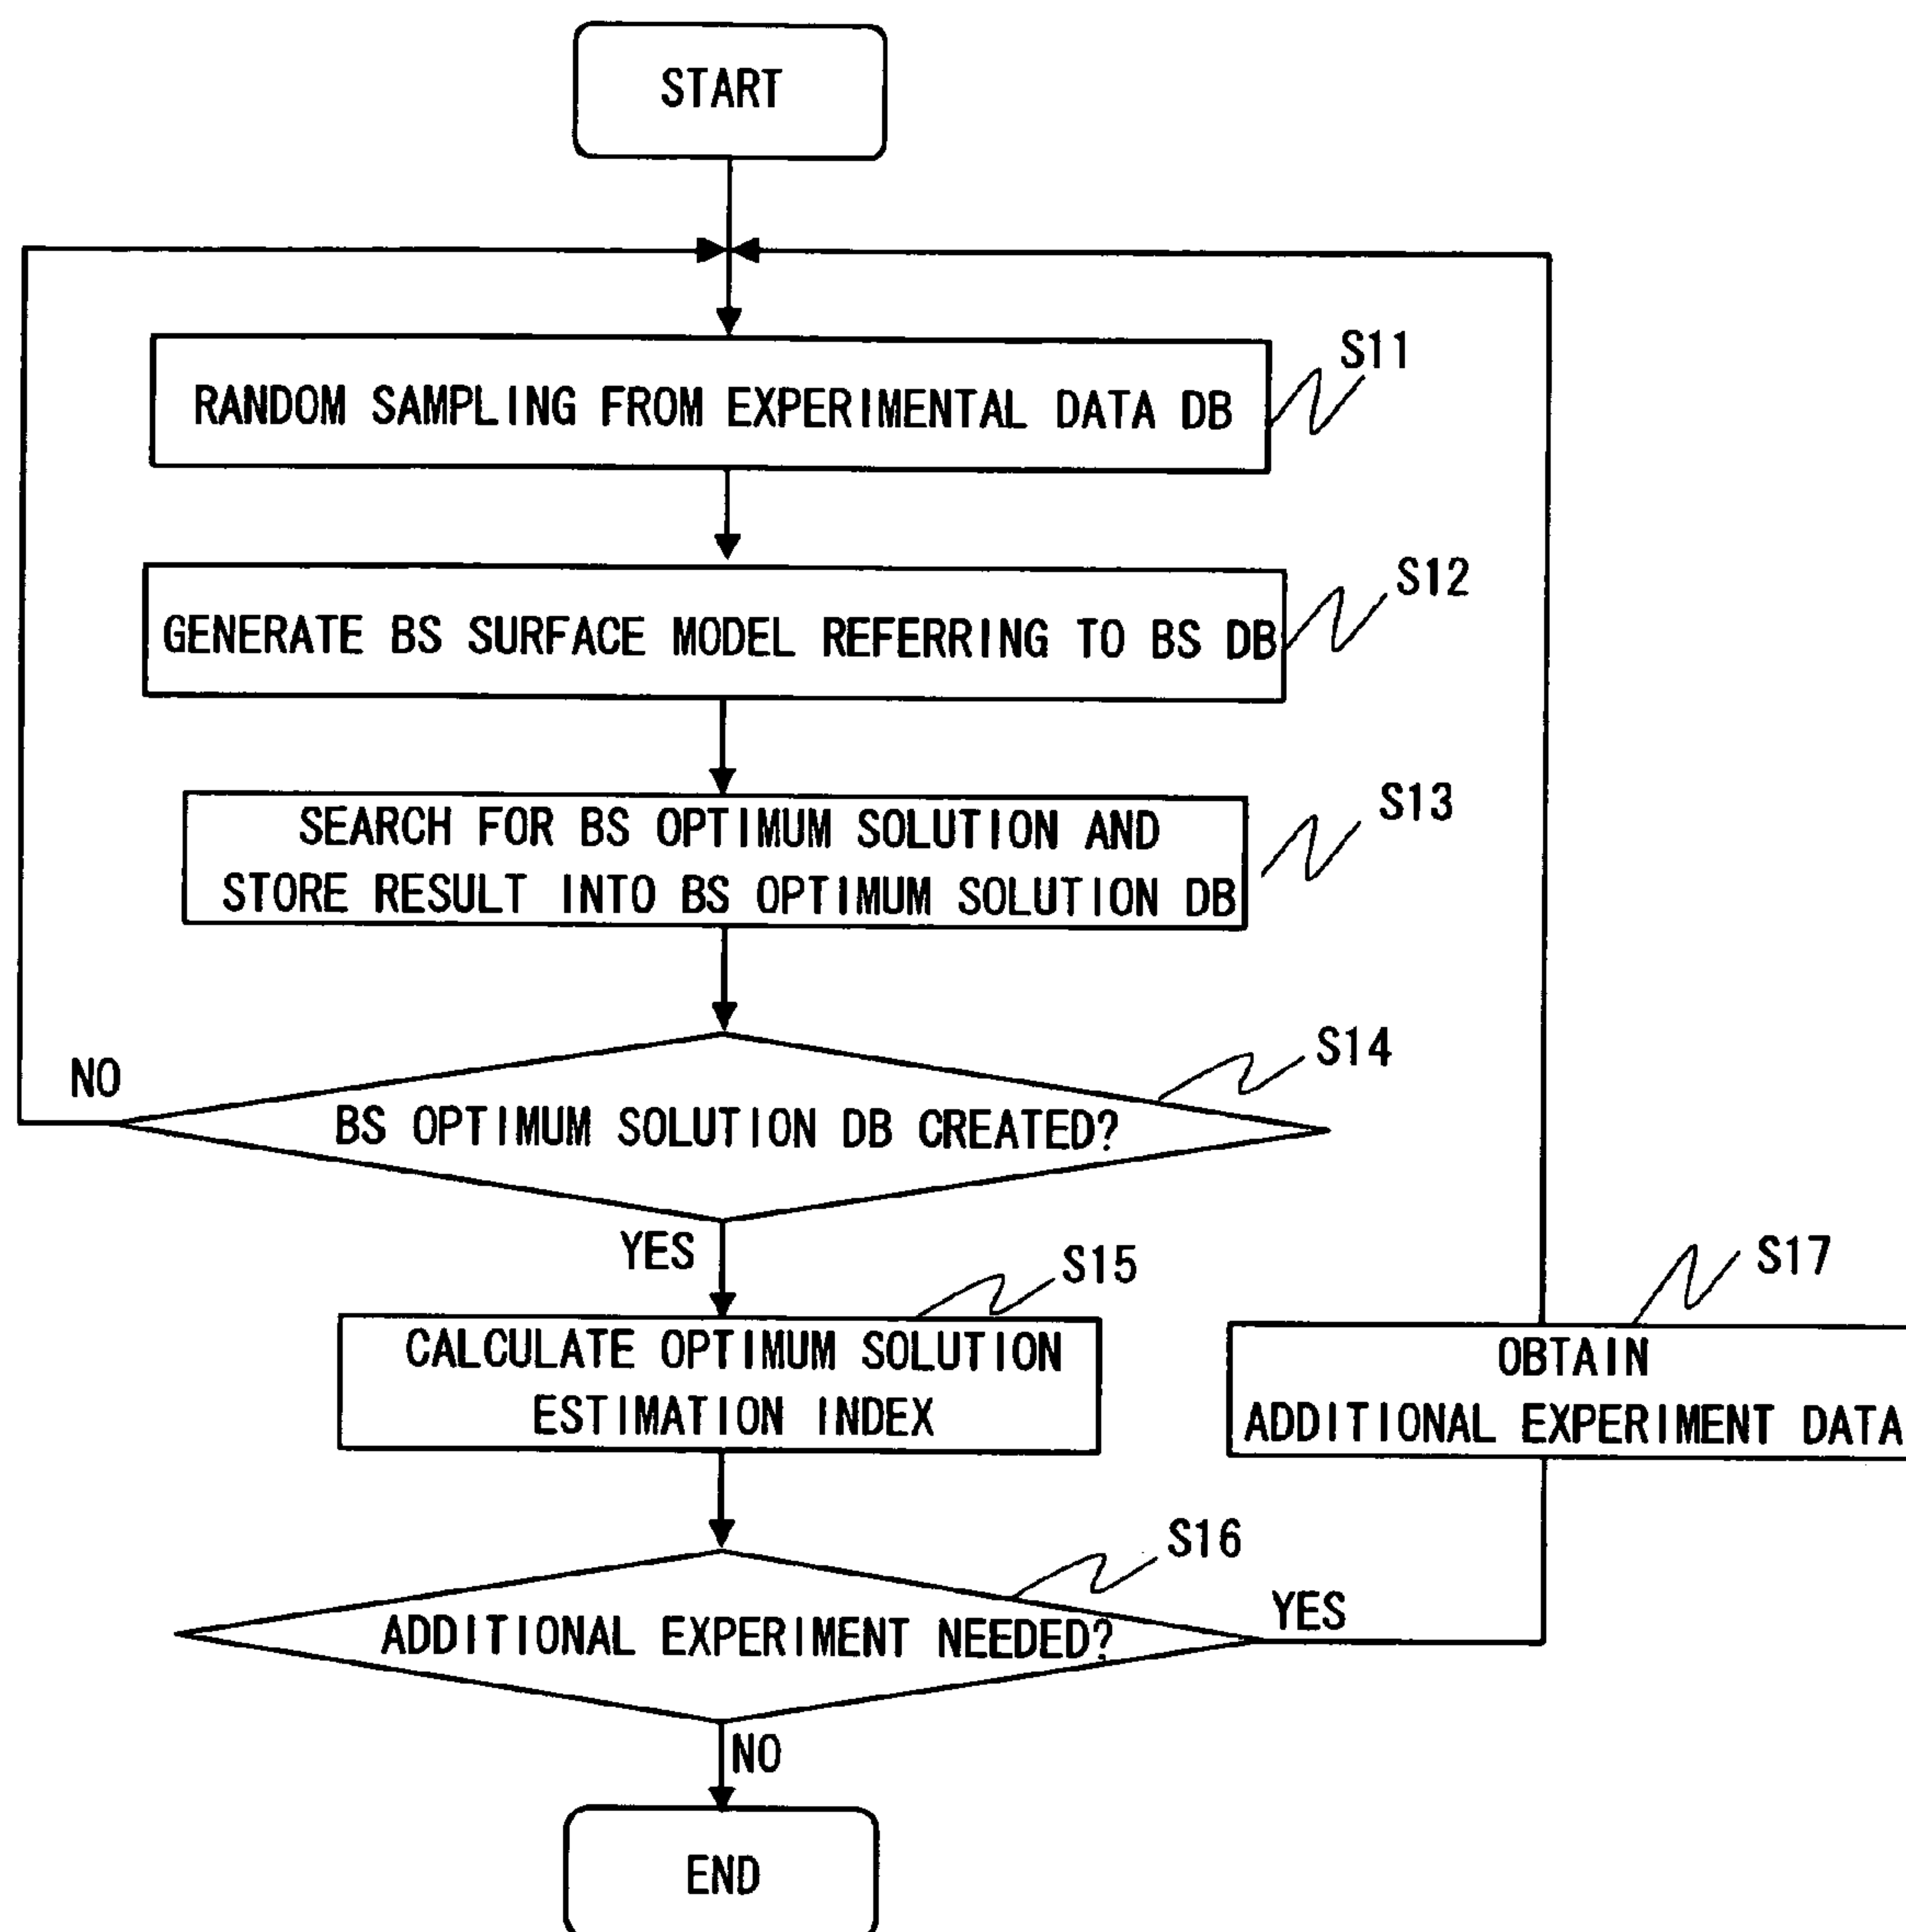 START
RANDOM SAMPLING FROM EXPERIMENTAL DATA DB
S11
GENERATE BS SURFACE MODEL REFERRING TO BS DB
S12
SEARCH FOR BS OPTIMUM SOLUTION AND
STORE RESULT INTO BS OPTIMUM SOLUTION DB
S13
BS OPTIMUM SOLUTION DB CREATED?
S14
NO
YES
CALCULATE OPTIMUM SOLUTION
ESTIMATION INDEX
S15
OBTAIN
ADDITIONAL EXPERIMENT DATA
S17
ADDITIONAL EXPERIMENT NEEDED?
S16
YES
NO
END